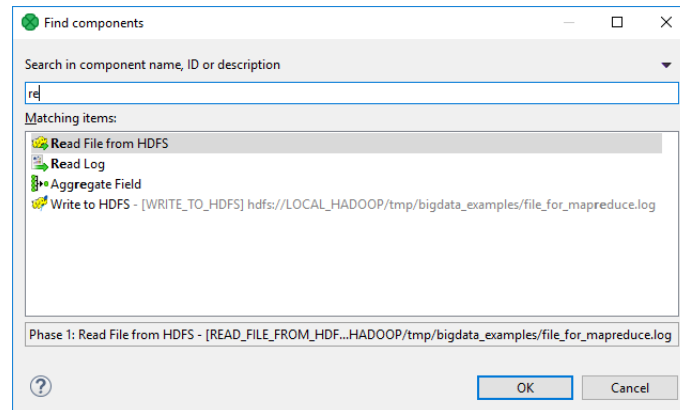 Find components
Search in component name, ID or description
re
Matching items:
Read File from HDFS
Read Log
Aggregate Field
Write to HDFS - [WRITE_TO_HDFS] hdfs://LOCAL_HADOOP/tmp/bigdata_examples/file_for_mapreduce.log
Phase 1: Read File from HDFS - [READ_FILE_FROM_HDF...HADOOP/tmp/bigdata_examples/file_for_mapreduce.log
?
OK Cancel